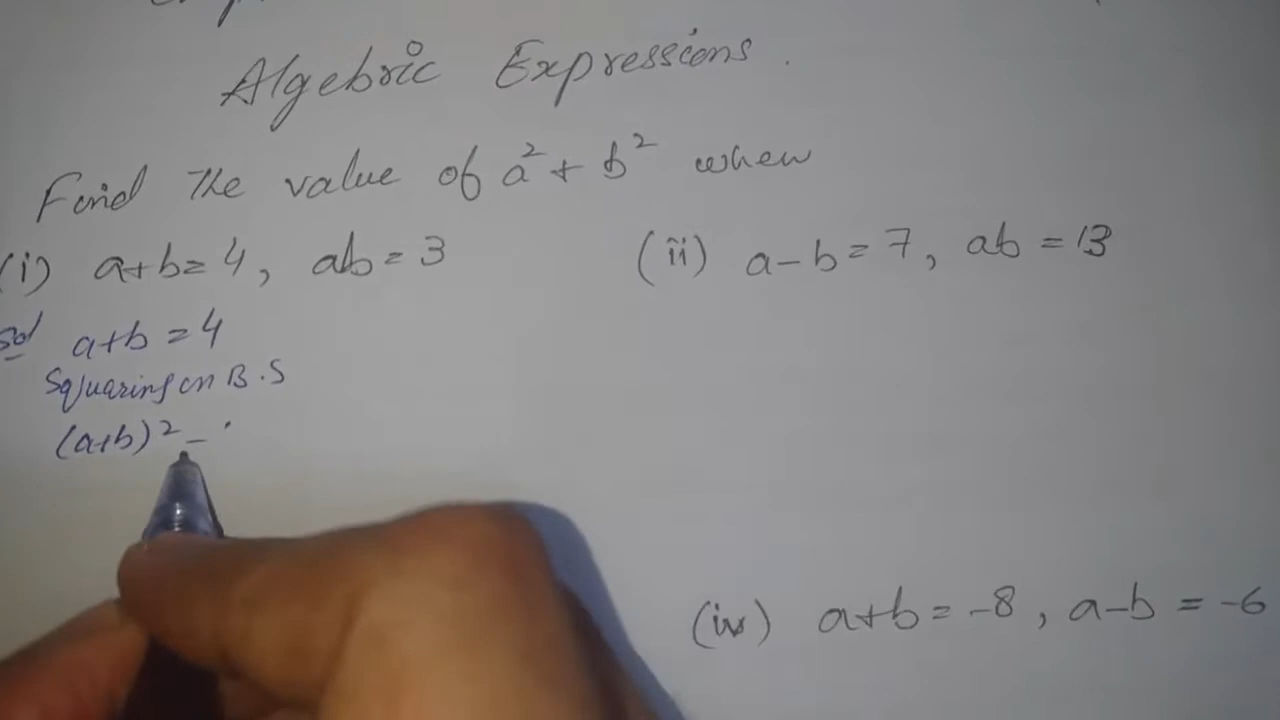 Algebric Expressions.
Find the value of a² + b² when
(i) a+b=4, ab=3
(ii) a-b=7, ab=13
Sol a+b=4
Squaring on B.S
(a+b)² =
(iv) a+b=-8, a-b=-6